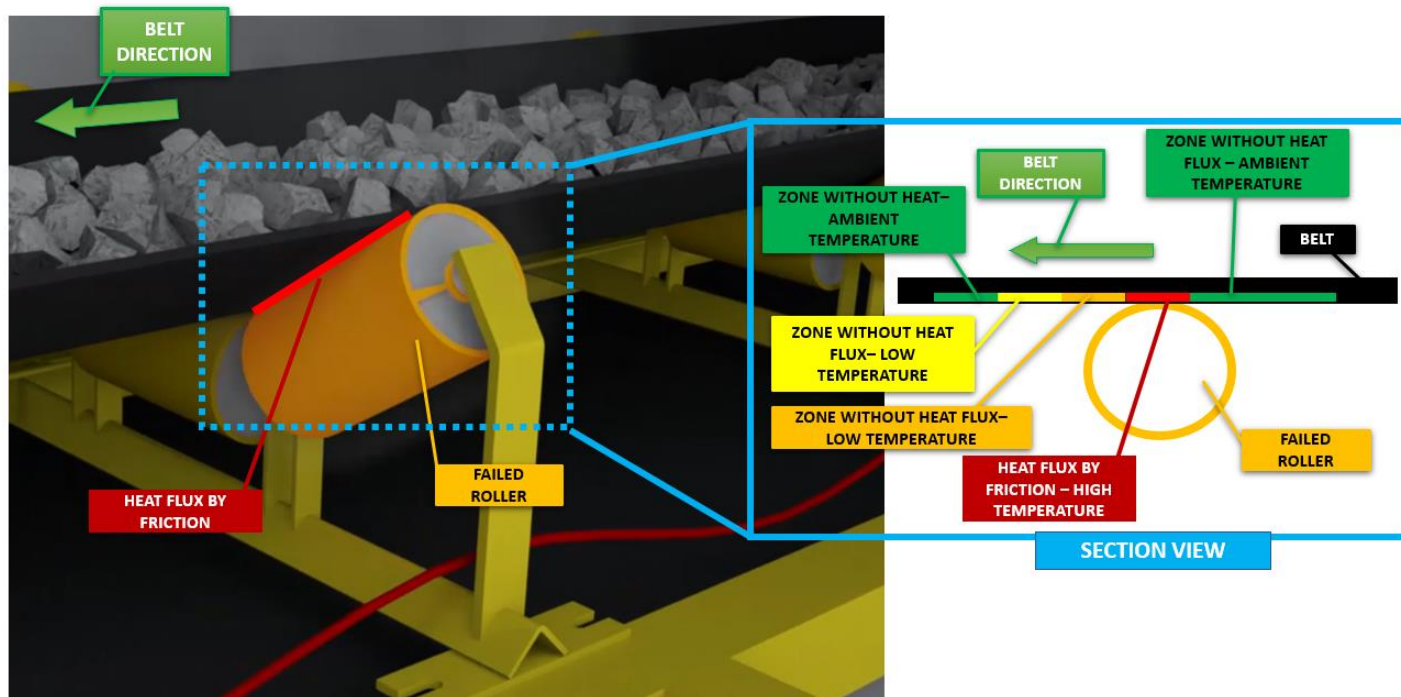 BELT
DIRECTION
HEAT FLUX BY
FRICTION
FAILED
ROLLER
ZONE WITHOUT HEAT
FLUX – AMBIENT
TEMPERATURE
BELT
DIRECTION
ZONE WITHOUT HEAT–
AMBIENT
TEMPERATURE
BELT
ZONE WITHOUT HEAT
FLUX– LOW
TEMPERATURE
ZONE WITHOUT HEAT FLUX–
LOW TEMPERATURE
HEAT FLUX BY
FRICTION – HIGH
TEMPERATURE
FAILED
ROLLER
SECTION VIEW